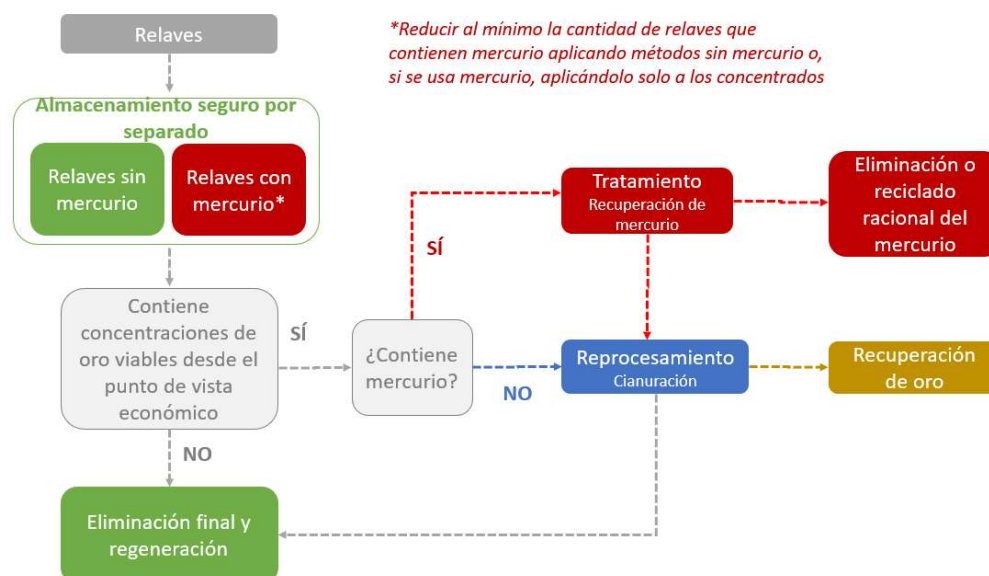 Relaves
*Reducir al mínimo la cantidad de relaves que
contienen mercurio aplicando métodos sin mercurio o,
si se usa mercurio, aplicándolo solo a los concentrados
Almacenamiento seguro por
separado
Relaves sin
mercurio
Relaves con
mercurio*
Tratamiento
Recuperación de
mercurio
Eliminación o
reciclado
racional del
mercurio
SÍ
Contiene
concentraciones de
oro viables desde el
punto de vista
económico
SÍ
¿Contiene
mercurio?
NO
Reprocesamiento
Cianuración
Recuperación
de oro
NO
Eliminación final y
regeneración